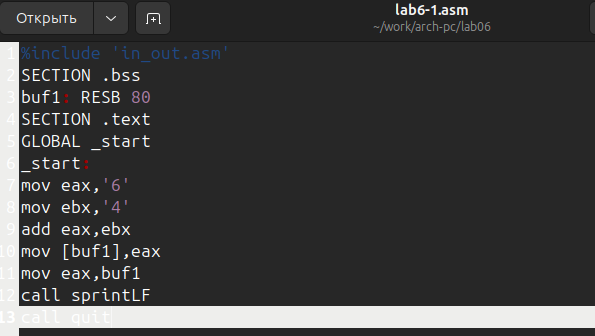 Открыть
lab6-1.asm
~/work/arch-pc/lab06
1 %include 'in_out.asm'
2 SECTION .bss
3 buf1: RESB 80
4 SECTION .text
5 GLOBAL _start
6 _start:
7 mov eax,'6'
8 mov ebx,'4'
9 add eax,ebx
10 mov [buf1],eax
11 mov eax,buf1
12 call sprintLF
13 call quit